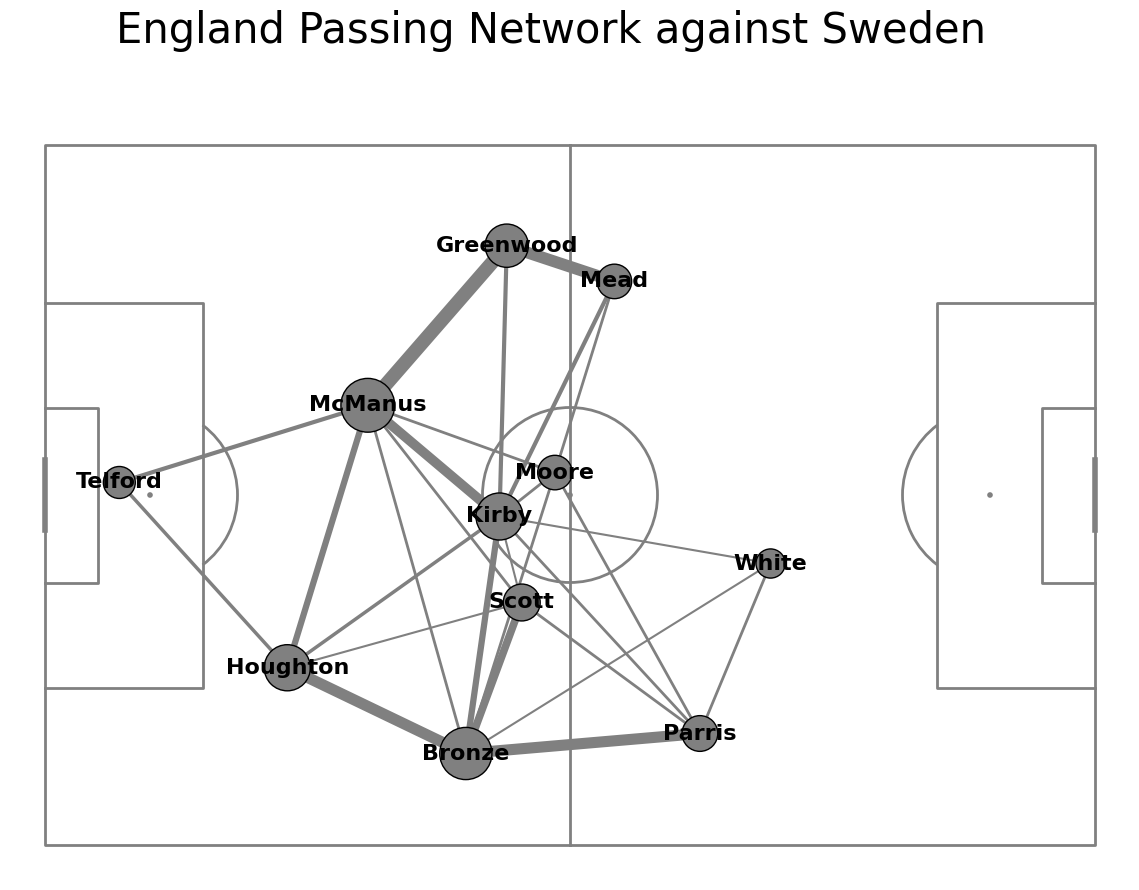 England Passing Network against Sweden
Greenwood
Mead
McManus
Moore
Telford
Kirby
White
Scott
Houghton
Parris
Bronze